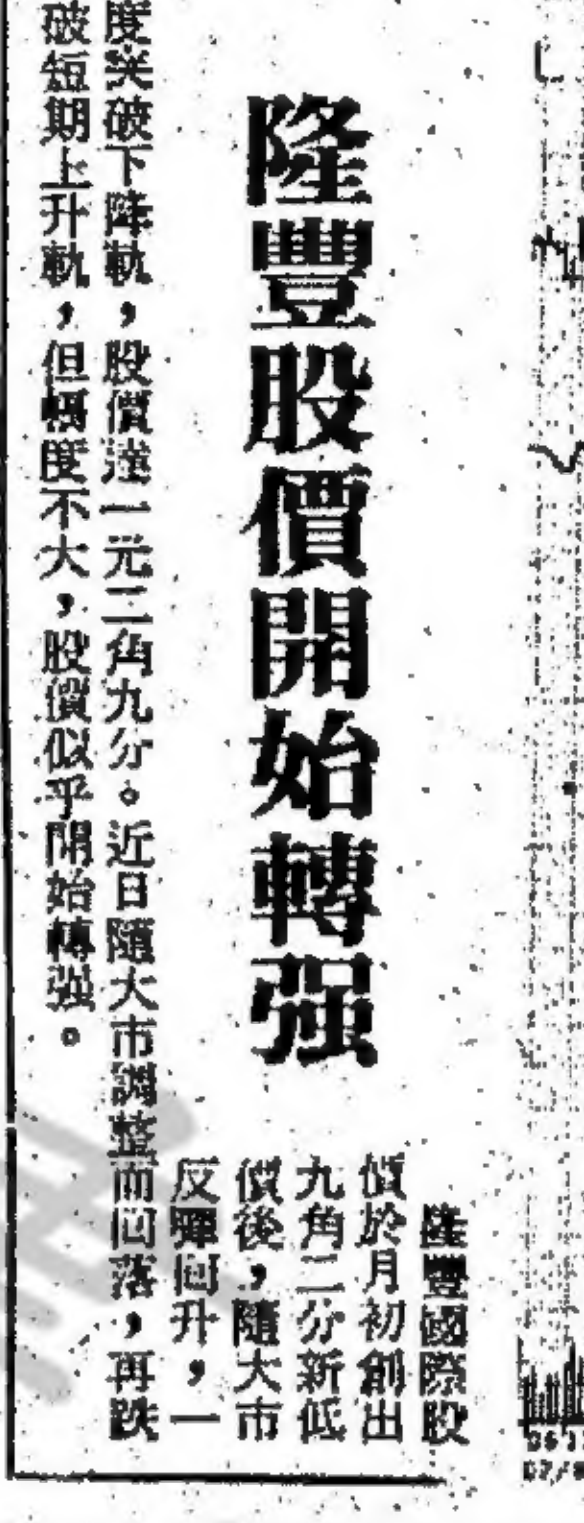 隆豐股價開始轉强
隆豐國際股
價於月初創出
九角二分新低
價後，隨大市
反彈回升，一
度突破下降軌，股價達一元二角九分。近日隨大市調整而回落，再跌
破短期上升軌，但幅度不大，股價似乎開始轉强。